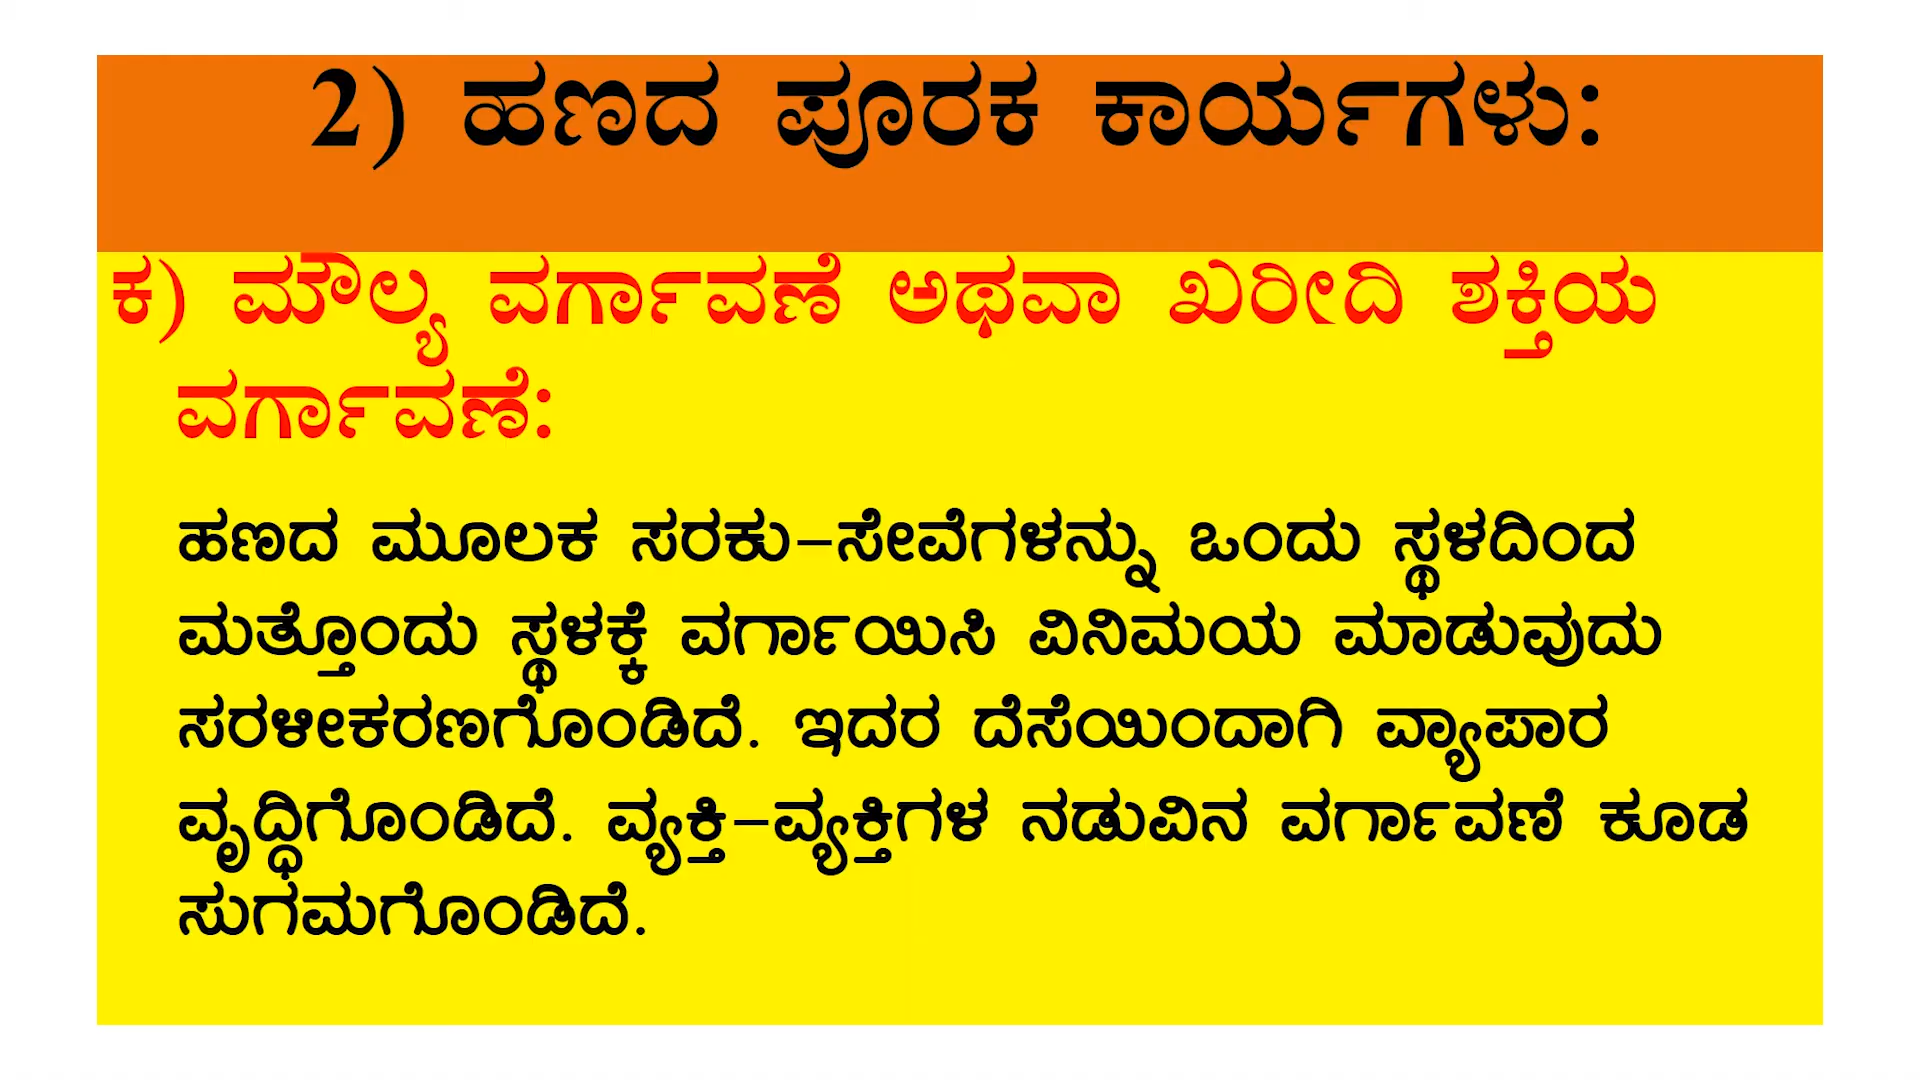 2) ಹಣದ ಪೂರಕ ಕಾರ್ಯಗಳು:
ಕ) ಮೌಲ್ಯ ವರ್ಗಾವಣೆ ಅಥವಾ ಖರೀದಿ ಶಕ್ತಿಯ
ವರ್ಗಾವಣೆ:
ಹಣದ ಮೂಲಕ ಸರಕು-ಸೇವೆಗಳನ್ನು ಒಂದು ಸ್ಥಳದಿಂದ
ಮತ್ತೊಂದು ಸ್ಥಳಕ್ಕೆ ವರ್ಗಾಯಿಸಿ ವಿನಿಮಯ ಮಾಡುವುದು
ಸರಳೀಕರಣಗೊಂಡಿದೆ. ಇದರ ದೆಸೆಯಿಂದಾಗಿ ವ್ಯಾಪಾರ
ವೃದ್ಧಿಗೊಂಡಿದೆ. ವ್ಯಕ್ತಿ-ವ್ಯಕ್ತಿಗಳ ನಡುವಿನ ವರ್ಗಾವಣೆ ಕೂಡ
ಸುಗಮಗೊಂಡಿದೆ.